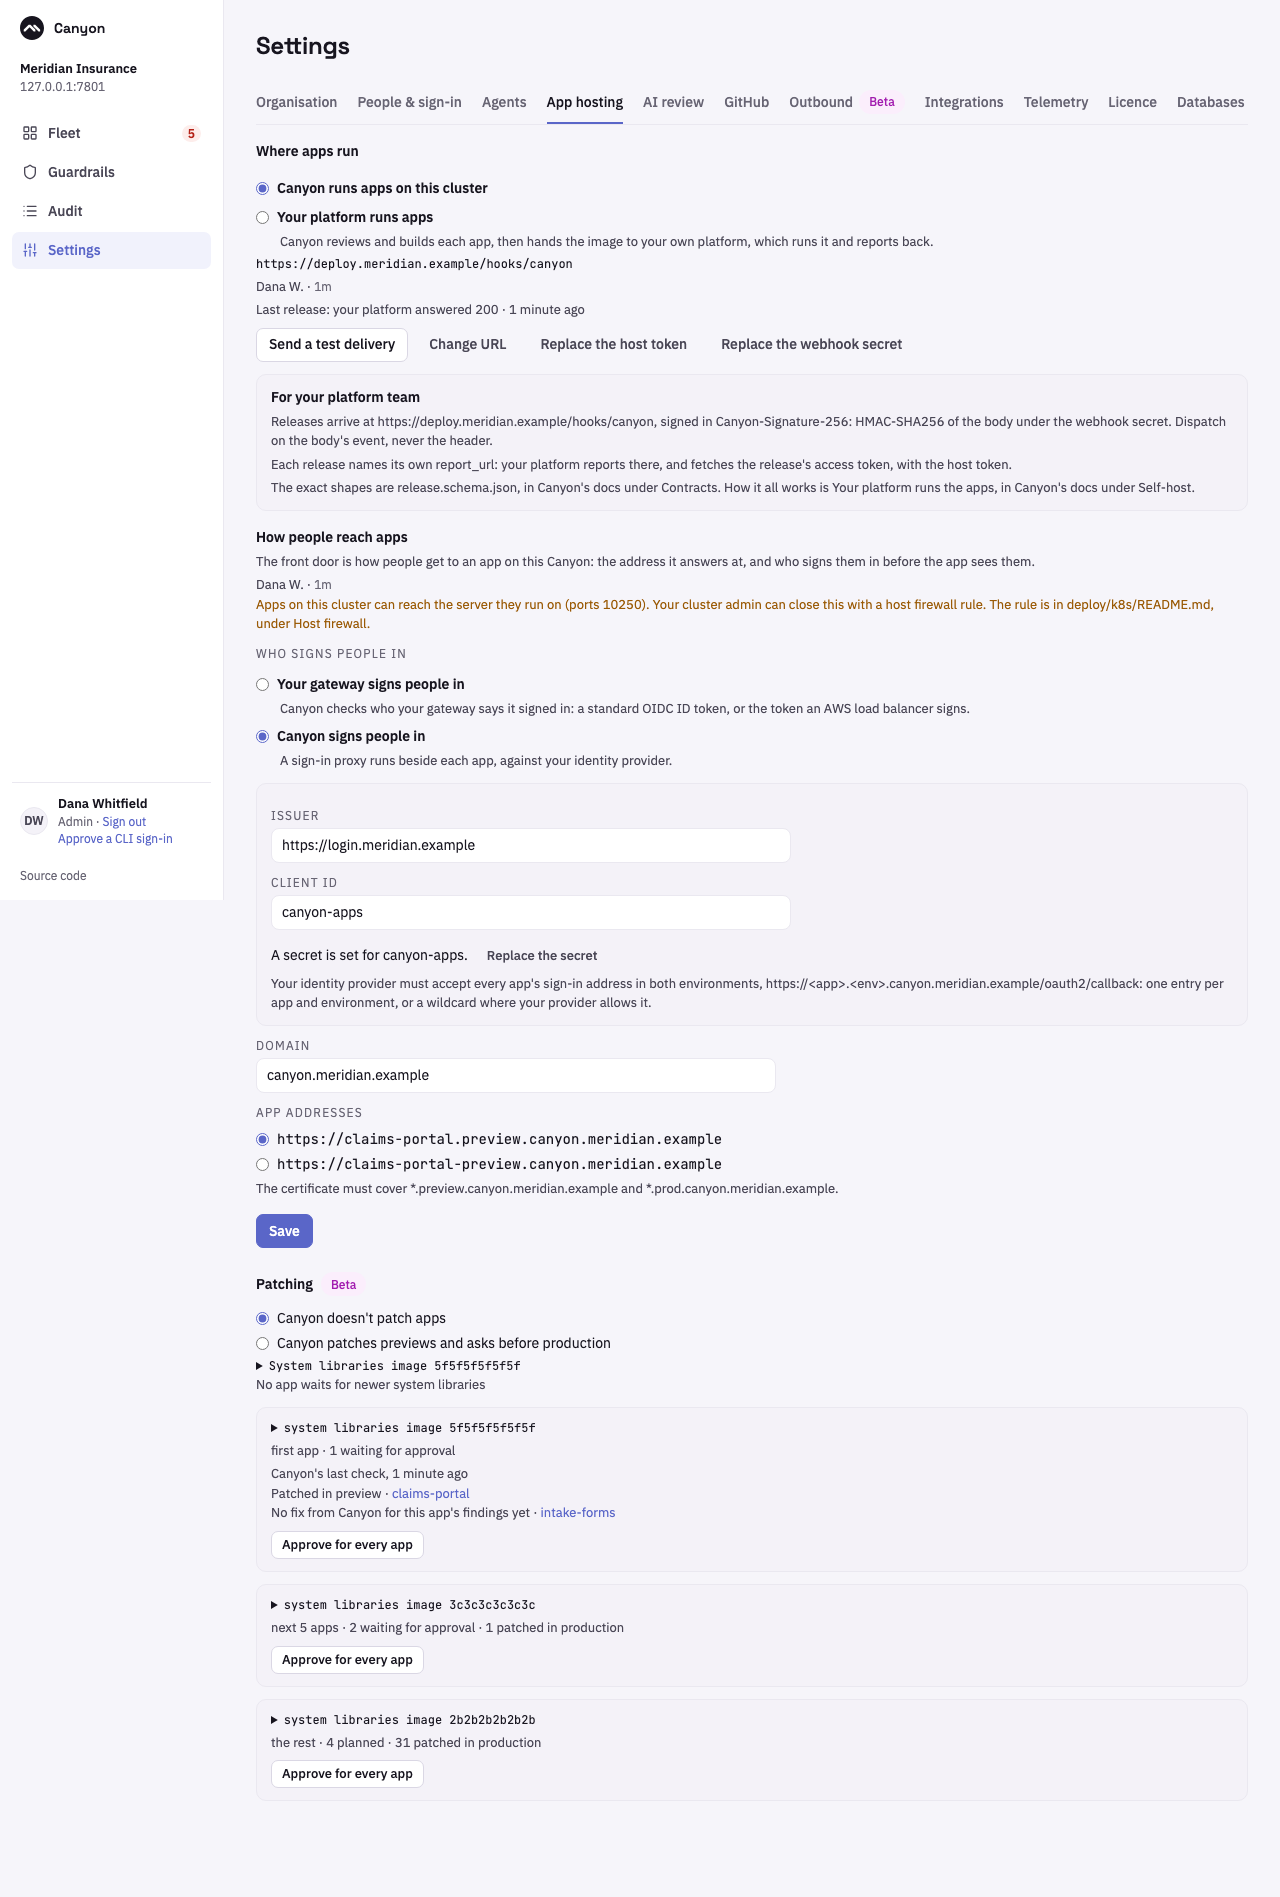 Canyon
Meridian Insurance
127.0.0.1:7801
Fleet
5
Guardrails
Audit
Settings
Dana Whitfield
DW
Admin · Sign out
Approve a CLI sign-in
Source code
Settings
Organisation People & sign-in Agents App hosting AI review GitHub Outbound Beta Integrations Telemetry Licence Databases
Where apps run
Canyon runs apps on this cluster
Your platform runs apps
Canyon reviews and builds each app, then hands the image to your own platform, which runs it and reports back.
https://deploy.meridian.example/hooks/canyon
Dana W. · 1m
Last release: your platform answered 200 · 1 minute ago
Send a test delivery Change URL Replace the host token Replace the webhook secret
For your platform team
Releases arrive at https://deploy.meridian.example/hooks/canyon, signed in Canyon-Signature-256: HMAC-SHA256 of the body under the webhook secret. Dispatch
on the body's event, never the header.
Each release names its own report_url: your platform reports there, and fetches the release's access token, with the host token.
The exact shapes are release.schema.json, in Canyon's docs under Contracts. How it all works is Your platform runs the apps, in Canyon's docs under Self-host.
How people reach apps
The front door is how people get to an app on this Canyon: the address it answers at, and who signs them in before the app sees them.
Dana W. · 1m
Apps on this cluster can reach the server they run on (ports 10250). Your cluster admin can close this with a host firewall rule. The rule is in deploy/k8s/README.md,
under Host firewall.
WHO SIGNS PEOPLE IN
Your gateway signs people in
Canyon checks who your gateway says it signed in: a standard OIDC ID token, or the token an AWS load balancer signs.
Canyon signs people in
A sign-in proxy runs beside each app, against your identity provider.
ISSUER
https://login.meridian.example
CLIENT ID
canyon-apps
A secret is set for canyon-apps. Replace the secret
Your identity provider must accept every app's sign-in address in both environments, https://<app>.<env>.canyon.meridian.example/oauth2/callback: one entry per
app and environment, or a wildcard where your provider allows it.
DOMAIN
canyon.meridian.example
APP ADDRESSES
https://claims-portal.preview.canyon.meridian.example
https://claims-portal-preview.canyon.meridian.example
The certificate must cover *.preview.canyon.meridian.example and *.prod.canyon.meridian.example.
Save
Patching Beta
Canyon doesn't patch apps
Canyon patches previews and asks before production
System libraries image 5f5f5f5f5f5f
No app waits for newer system libraries
system libraries image 5f5f5f5f5f5f
first app · 1 waiting for approval
Canyon's last check, 1 minute ago
Patched in preview · claims-portal
No fix from Canyon for this app's findings yet · intake-forms
Approve for every app
system libraries image 3c3c3c3c3c3c
next 5 apps · 2 waiting for approval · 1 patched in production
Approve for every app
system libraries image 2b2b2b2b2b2b
the rest · 4 planned · 31 patched in production
Approve for every app